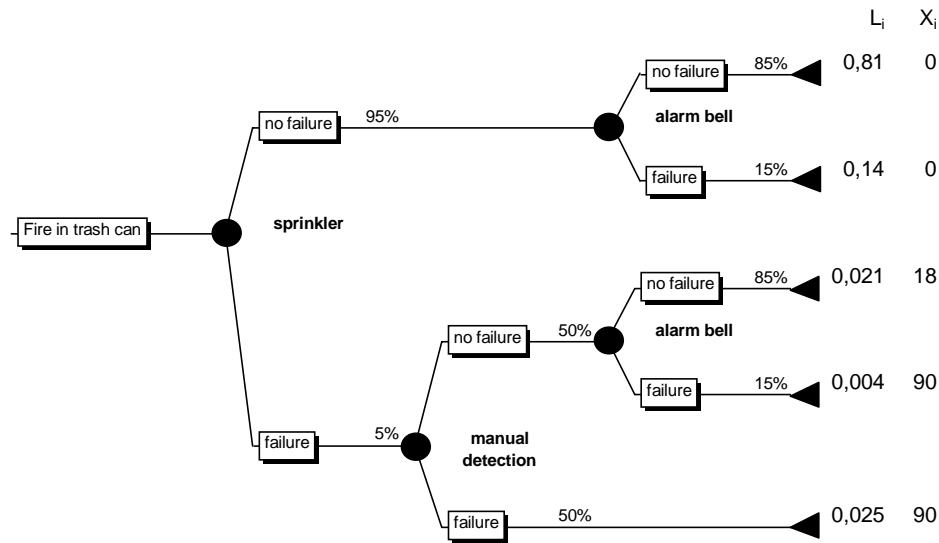 Li Xi
no failure 85% 0,81 0
no failure 95% alarm bell
failure 15% 0,14 0
Fire in trash can sprinkler
no failure 85% 0,021 18
no failure 50% alarm bell
failure 15% 0,004 90
failure 5% manual
detection
failure 50% 0,025 90